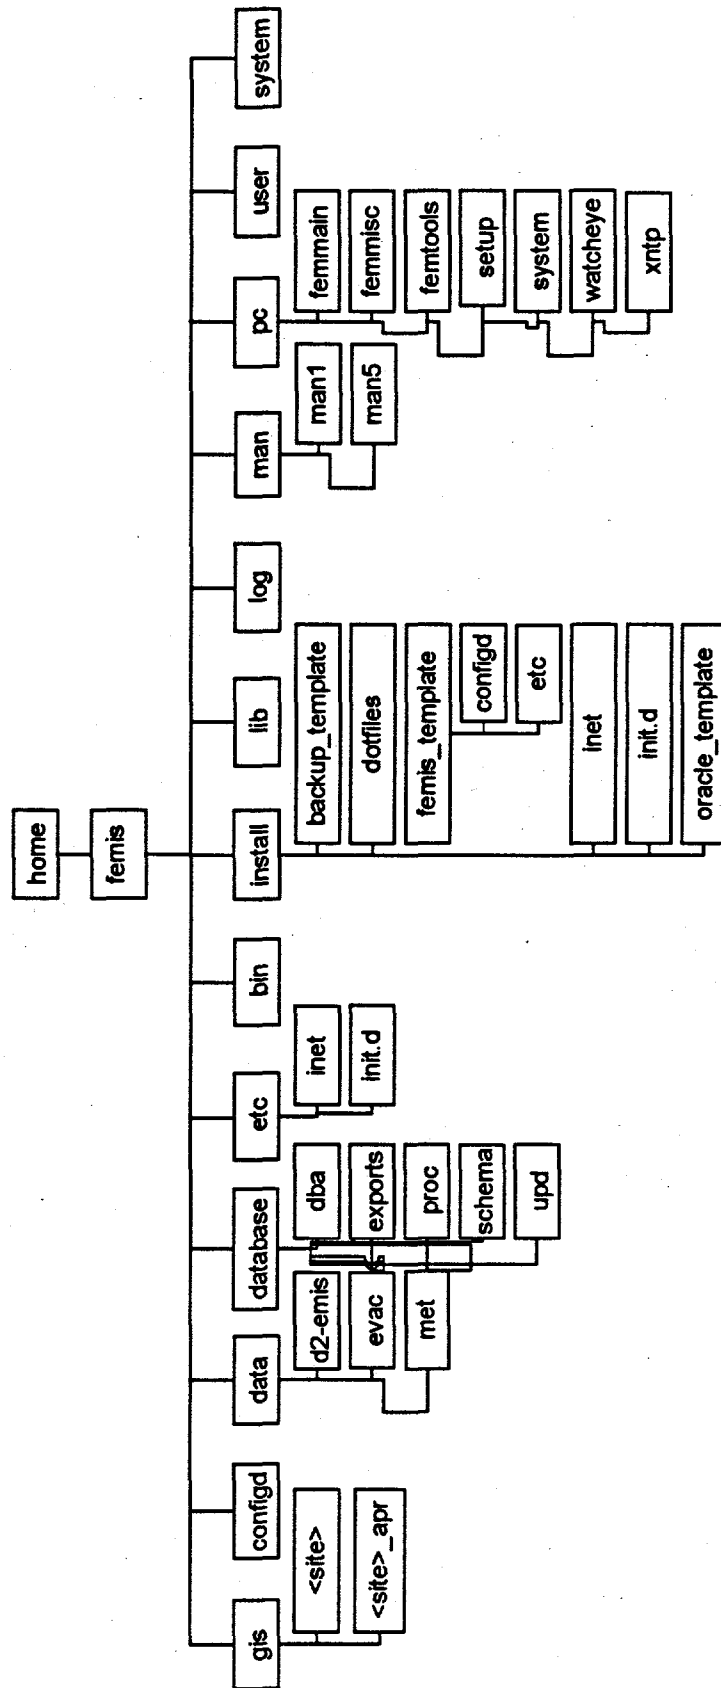 home
femis
gis
configd
data
database
etc
bin
install
lib
log
man
pc
user
system
<site>
<site>_apr
d2-emis
evac
met
dba
exports
proc
schema
upd
inet
init.d
backup_template
dotfiles
femis_template
configd
etc
inet
init.d
oracle_template
man1
man5
femmain
femmisc
femtools
setup
system
watcheye
xntp